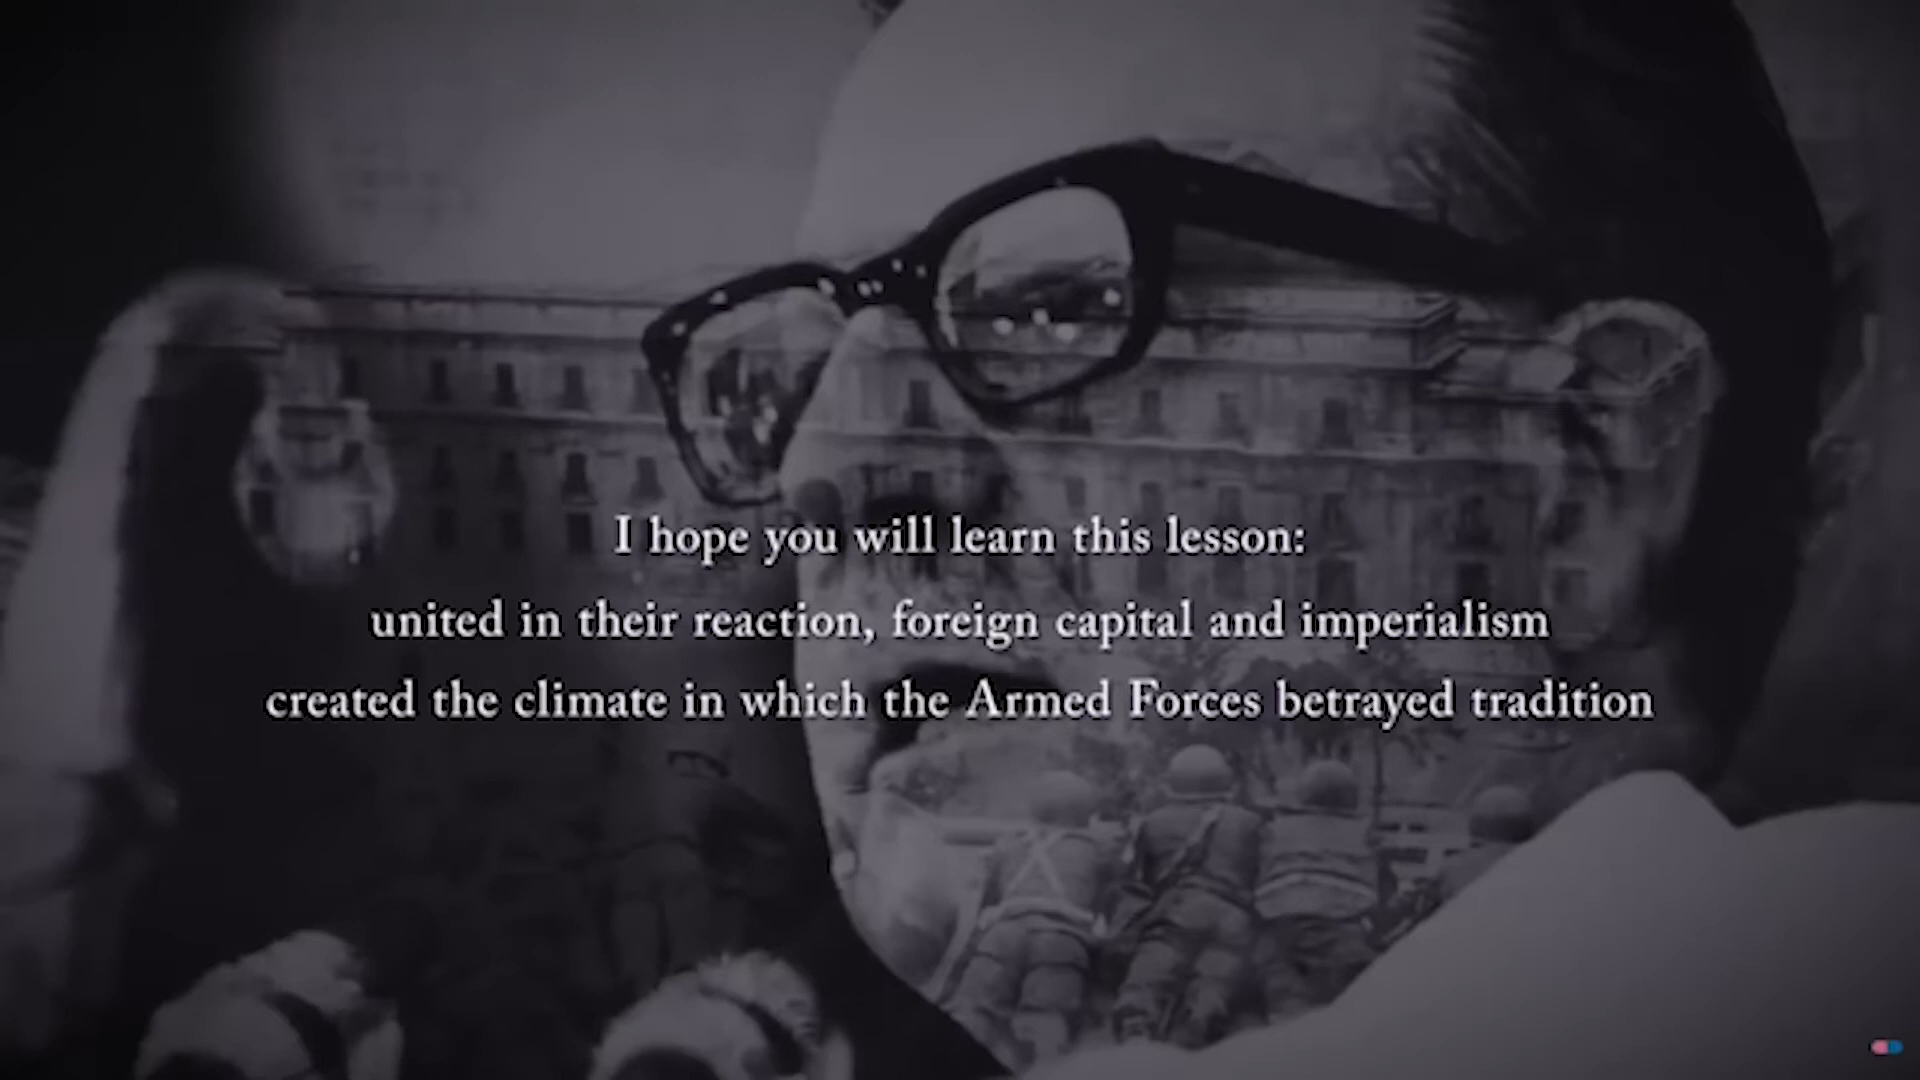 I hope you will learn this lesson:
united in their reaction, foreign capital and imperialism
created the climate in which the Armed Forces betrayed tradition